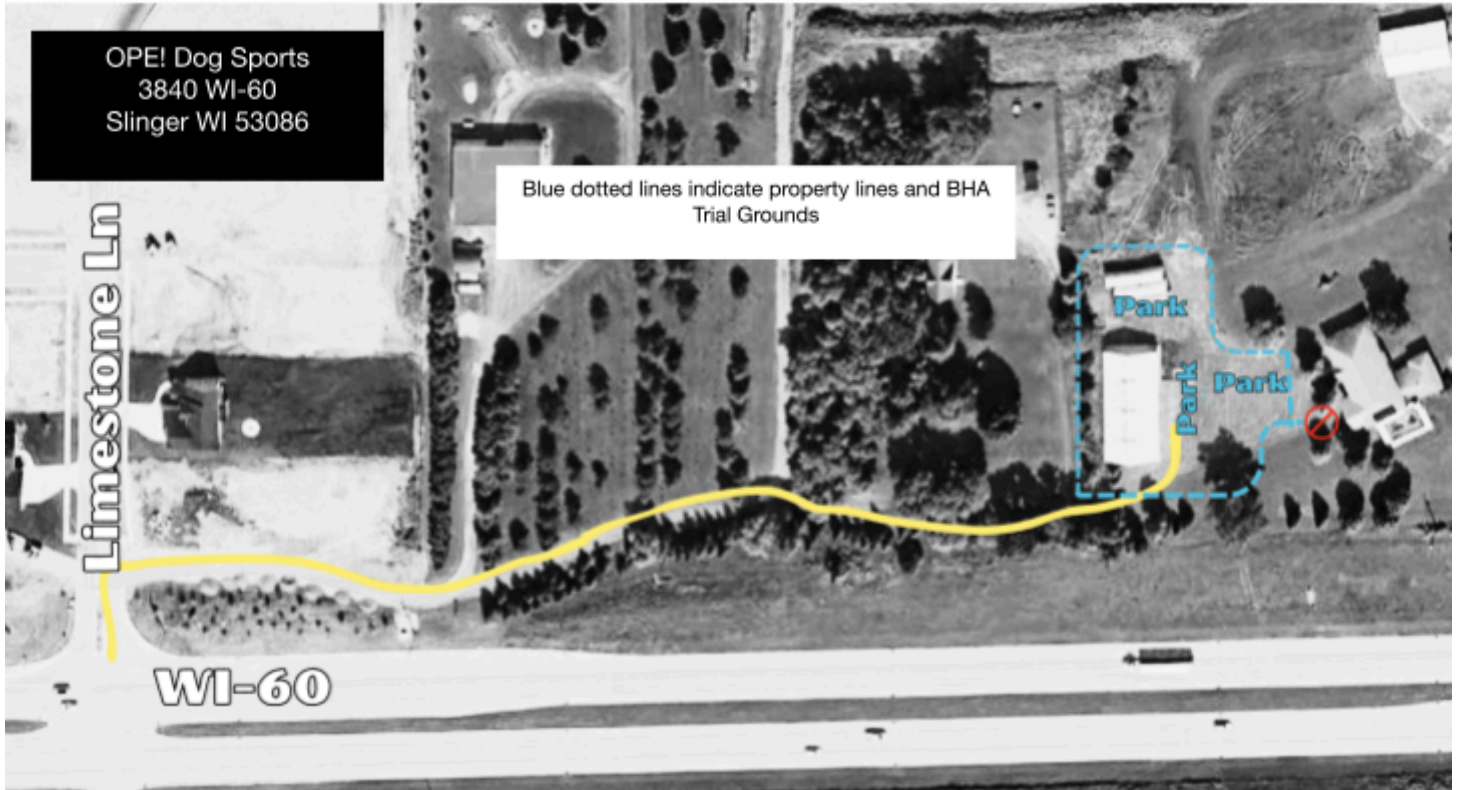 OPE! Dog Sports
3840 WI-60
Slinger WI 53086
Blue dotted lines indicate property lines and BHA
Trial Grounds
Limestone Ln
Park
Park
Park
WI-60